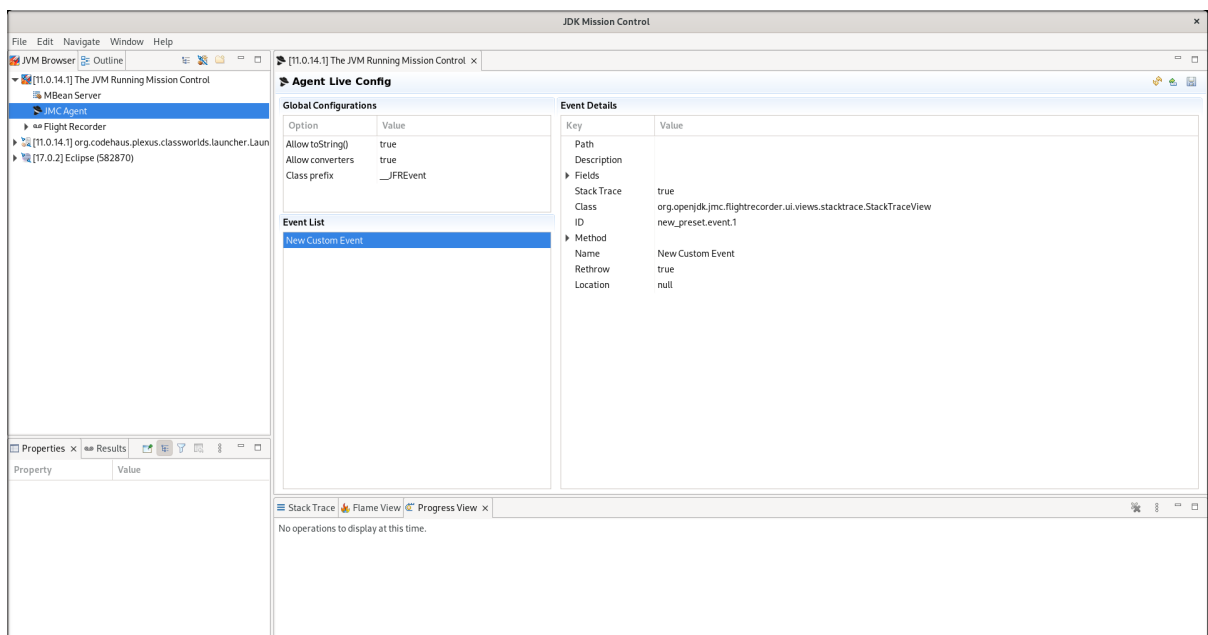 JDK Mission Control
File Edit Navigate Window Help
JVM Browser Outline
[11.0.14.1] The JVM Running Mission Control
MBean Server
JMC Agent
Flight Recorder
[11.0.14.1] org.codehaus.plexus.classworlds.launcher.Laun
[17.0.2] Eclipse (582870)
[11.0.14.1] The JVM Running Mission Control
Agent Live Config
Global Configurations
Option Value
Allow toString() true
Allow converters true
Class prefix __JFREvent
Event List
New Custom Event
Event Details
Key Value
Path
Description
Fields
Stack Trace true
Class org.openjdk.jmc.flightrecorder.ui.views.stacktrace.StackTraceView
ID new_preset.event.1
Method
Name New Custom Event
Rethrow true
Location null
Properties Results
Property Value
Stack Trace Flame View Progress View
No operations to display at this time.